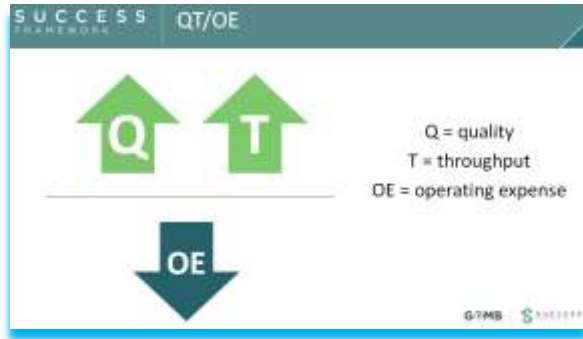 SUCCESS QT/OE
FRAMEWORK
Q T
Q = quality
T = throughput
OE = operating expense
OE